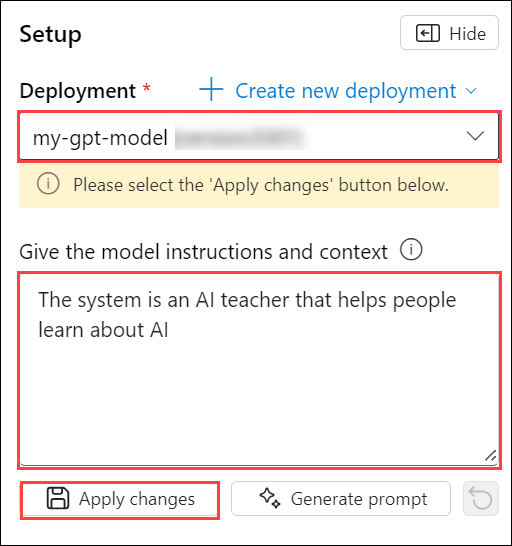 Setup
Hide
Deployment *
Create new deployment
my-gpt-model
Please select the 'Apply changes' button below.
Give the model instructions and context
The system is an AI teacher that helps people
learn about AI
Apply changes
Generate prompt